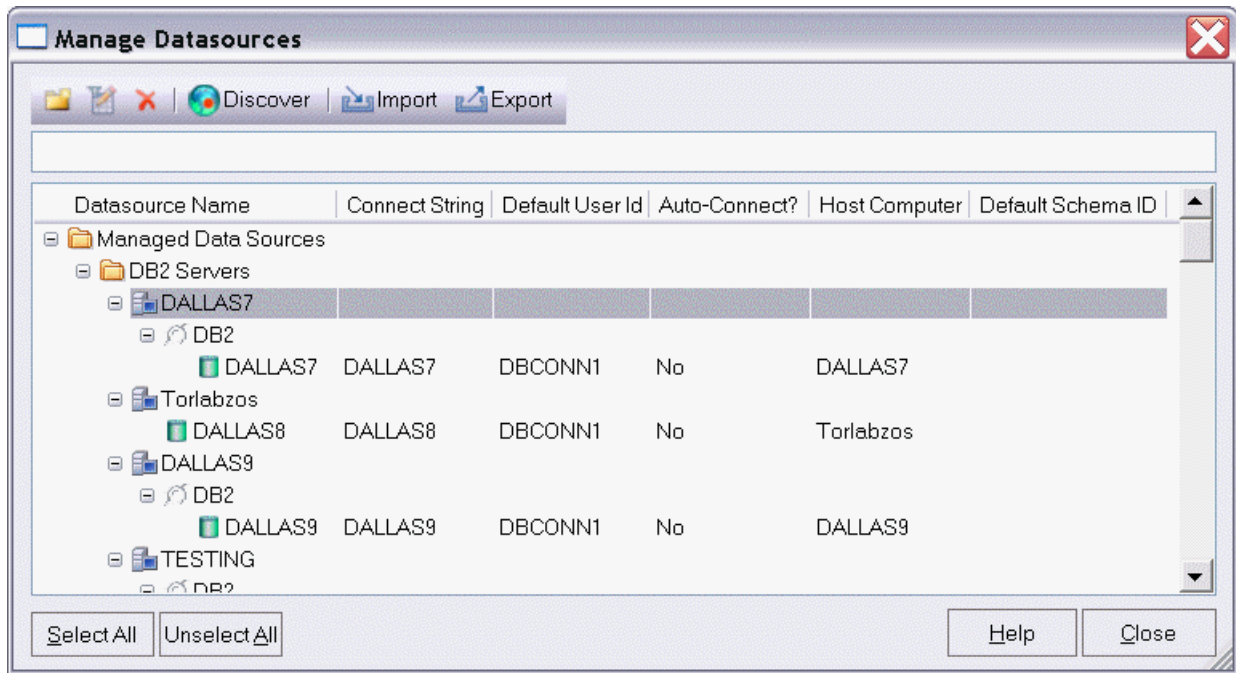 Manage Datasources
Discover Import Export
Datasource Name Connect String Default User Id Auto-Connect? Host Computer Default Schema ID
Managed Data Sources
DB2 Servers
DALLAS7
DB2
DALLAS7 DALLAS7 DBCONN1 No DALLAS7
Torlabzos
DALLAS8 DALLAS8 DBCONN1 No Torlabzos
DALLAS9
DB2
DALLAS9 DALLAS9 DBCONN1 No DALLAS9
TESTING
DB2
Select All Unselect All Help Close